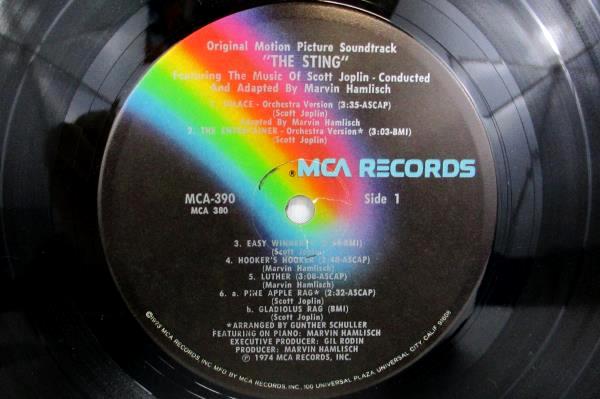 Original Motion Picture Soundtrack
"THE STING"
Featuring The Music Of Scott Joplin - Conducted
And Adapted By Marvin Hamlisch
1. SOLACE - Orchestra Version (3:35-ASCAP)
(Scott Joplin)
Adapted By Marvin Hamlisch
2. THE ENTERTAINER - Orchestra Version* (3:03-BMI)
(Scott Joplin)
® MCA RECORDS
MCA-390
Side 1
MCA 380
3. EASY WINNERS BMI)
(Scott Joplin)
4. HOOKER'S HOOKER (2:48-ASCAP)
(Marvin Hamlisch)
5. LUTHER (3:08-ASCAP)
(Marvin Hamlisch)
6. a. PINE APPLE RAG* (2:32-ASCAP)
(Scott Joplin)
b. GLADIOLUS RAG (BMI)
(Scott Joplin)
*ARRANGED BY GUNTHER SCHULLER
FEATURING ON PIANO: MARVIN HAMLISCH
EXECUTIVE PRODUCER: GIL RODIN
PRODUCER: MARVIN HAMLISCH
℗ 1974 MCA RECORDS, INC.
©1973 MCA RECORDS, INC. MFG BY MCA RECORDS, INC., 100 UNIVERSAL PLAZA, UNIVERSAL CITY, CALIF. 91608